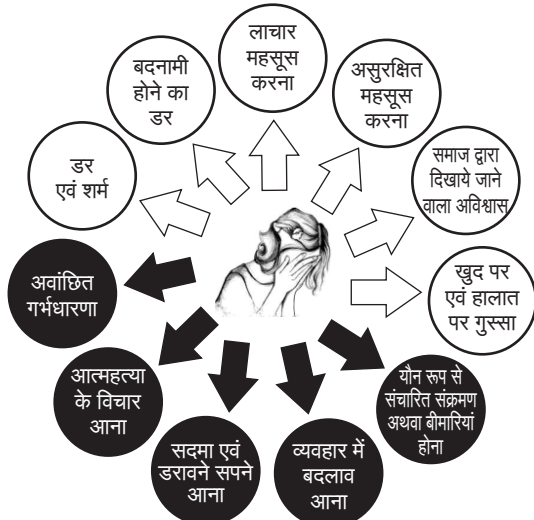 लाचार
महसूस
करना
बदनामी
होने का
डर
असुरक्षित
महसूस
करना
डर
एवं शर्म
समाज द्वारा
दिखाये जाने
वाला अविश्वास
अवांछित
गर्भधारणा
खुद पर
एवं हालात
पर गुस्सा
आत्महत्या
के विचार
आना
सदमा एवं
डरावने सपने
आना
व्यवहार में
बदलाव
आना
यौन रूप से
संचारित संक्रमण
अथवा बीमारियां
होना